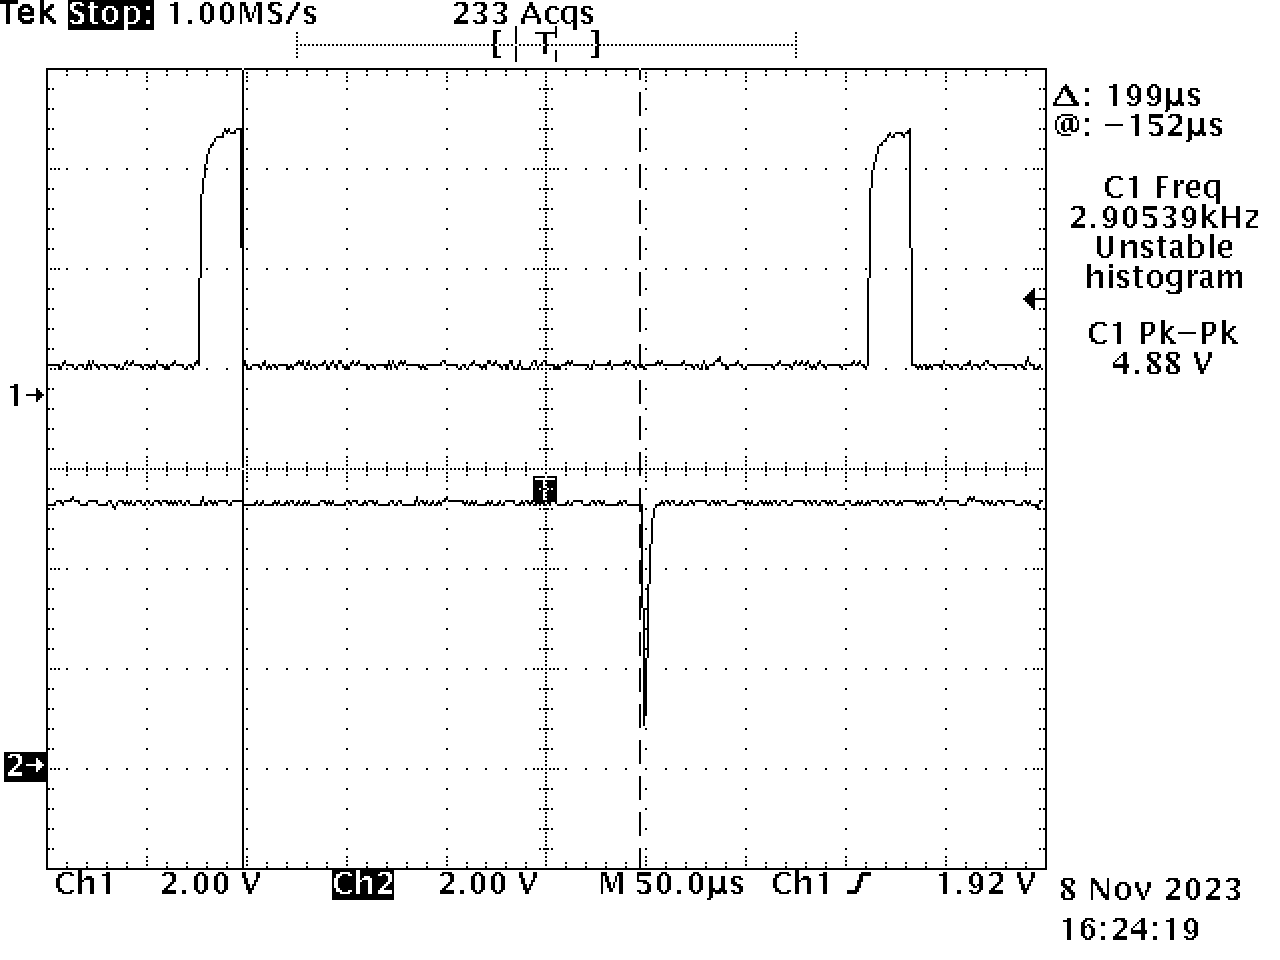 Tek Stop: 1.00MS/s 233 Acqs
[ T ]
Δ: 199µs
@: −152µs
C1 Freq
2.90539kHz
Unstable
histogram
C1 Pk−Pk
4.88 V
1→
T
2→
Ch1 2.00 V Ch2 2.00 V M 50.0µs Ch1 ƒ 1.92 V
8 Nov 2023
16:24:19